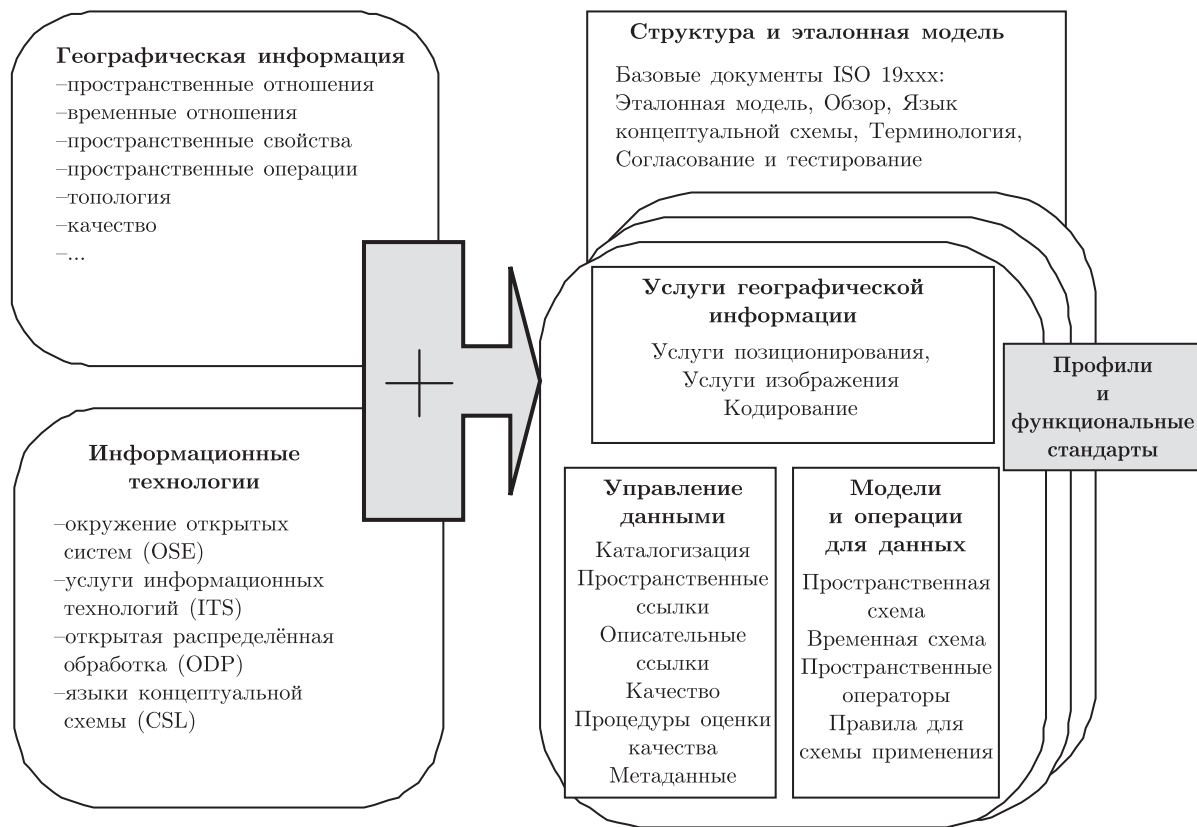 Географическая информация
–пространственные отношения
–временные отношения
–пространственные свойства
–пространственные операции
–топология
–качество
–...
Информационные
технологии
–окружение открытых
систем (OSE)
–услуги информационных
технологий (ITS)
–открытая распределённая
обработка (ODP)
–языки концептуальной
схемы (CSL)
+
Структура и эталонная модель
Базовые документы ISO 19xxx:
Эталонная модель, Обзор, Язык
концептуальной схемы, Терминология,
Согласование и тестирование
Услуги географической
информации
Услуги позиционирования,
Услуги изображения
Кодирование
Управление
данными
Каталогизация
Пространственные
ссылки
Описательные
ссылки
Качество
Процедуры оценки
качества
Метаданные
Модели
и операции
для данных
Пространственная
схема
Временная схема
Пространственные
операторы
Правила для
схемы применения
Профили
и
функциональные
стандарты